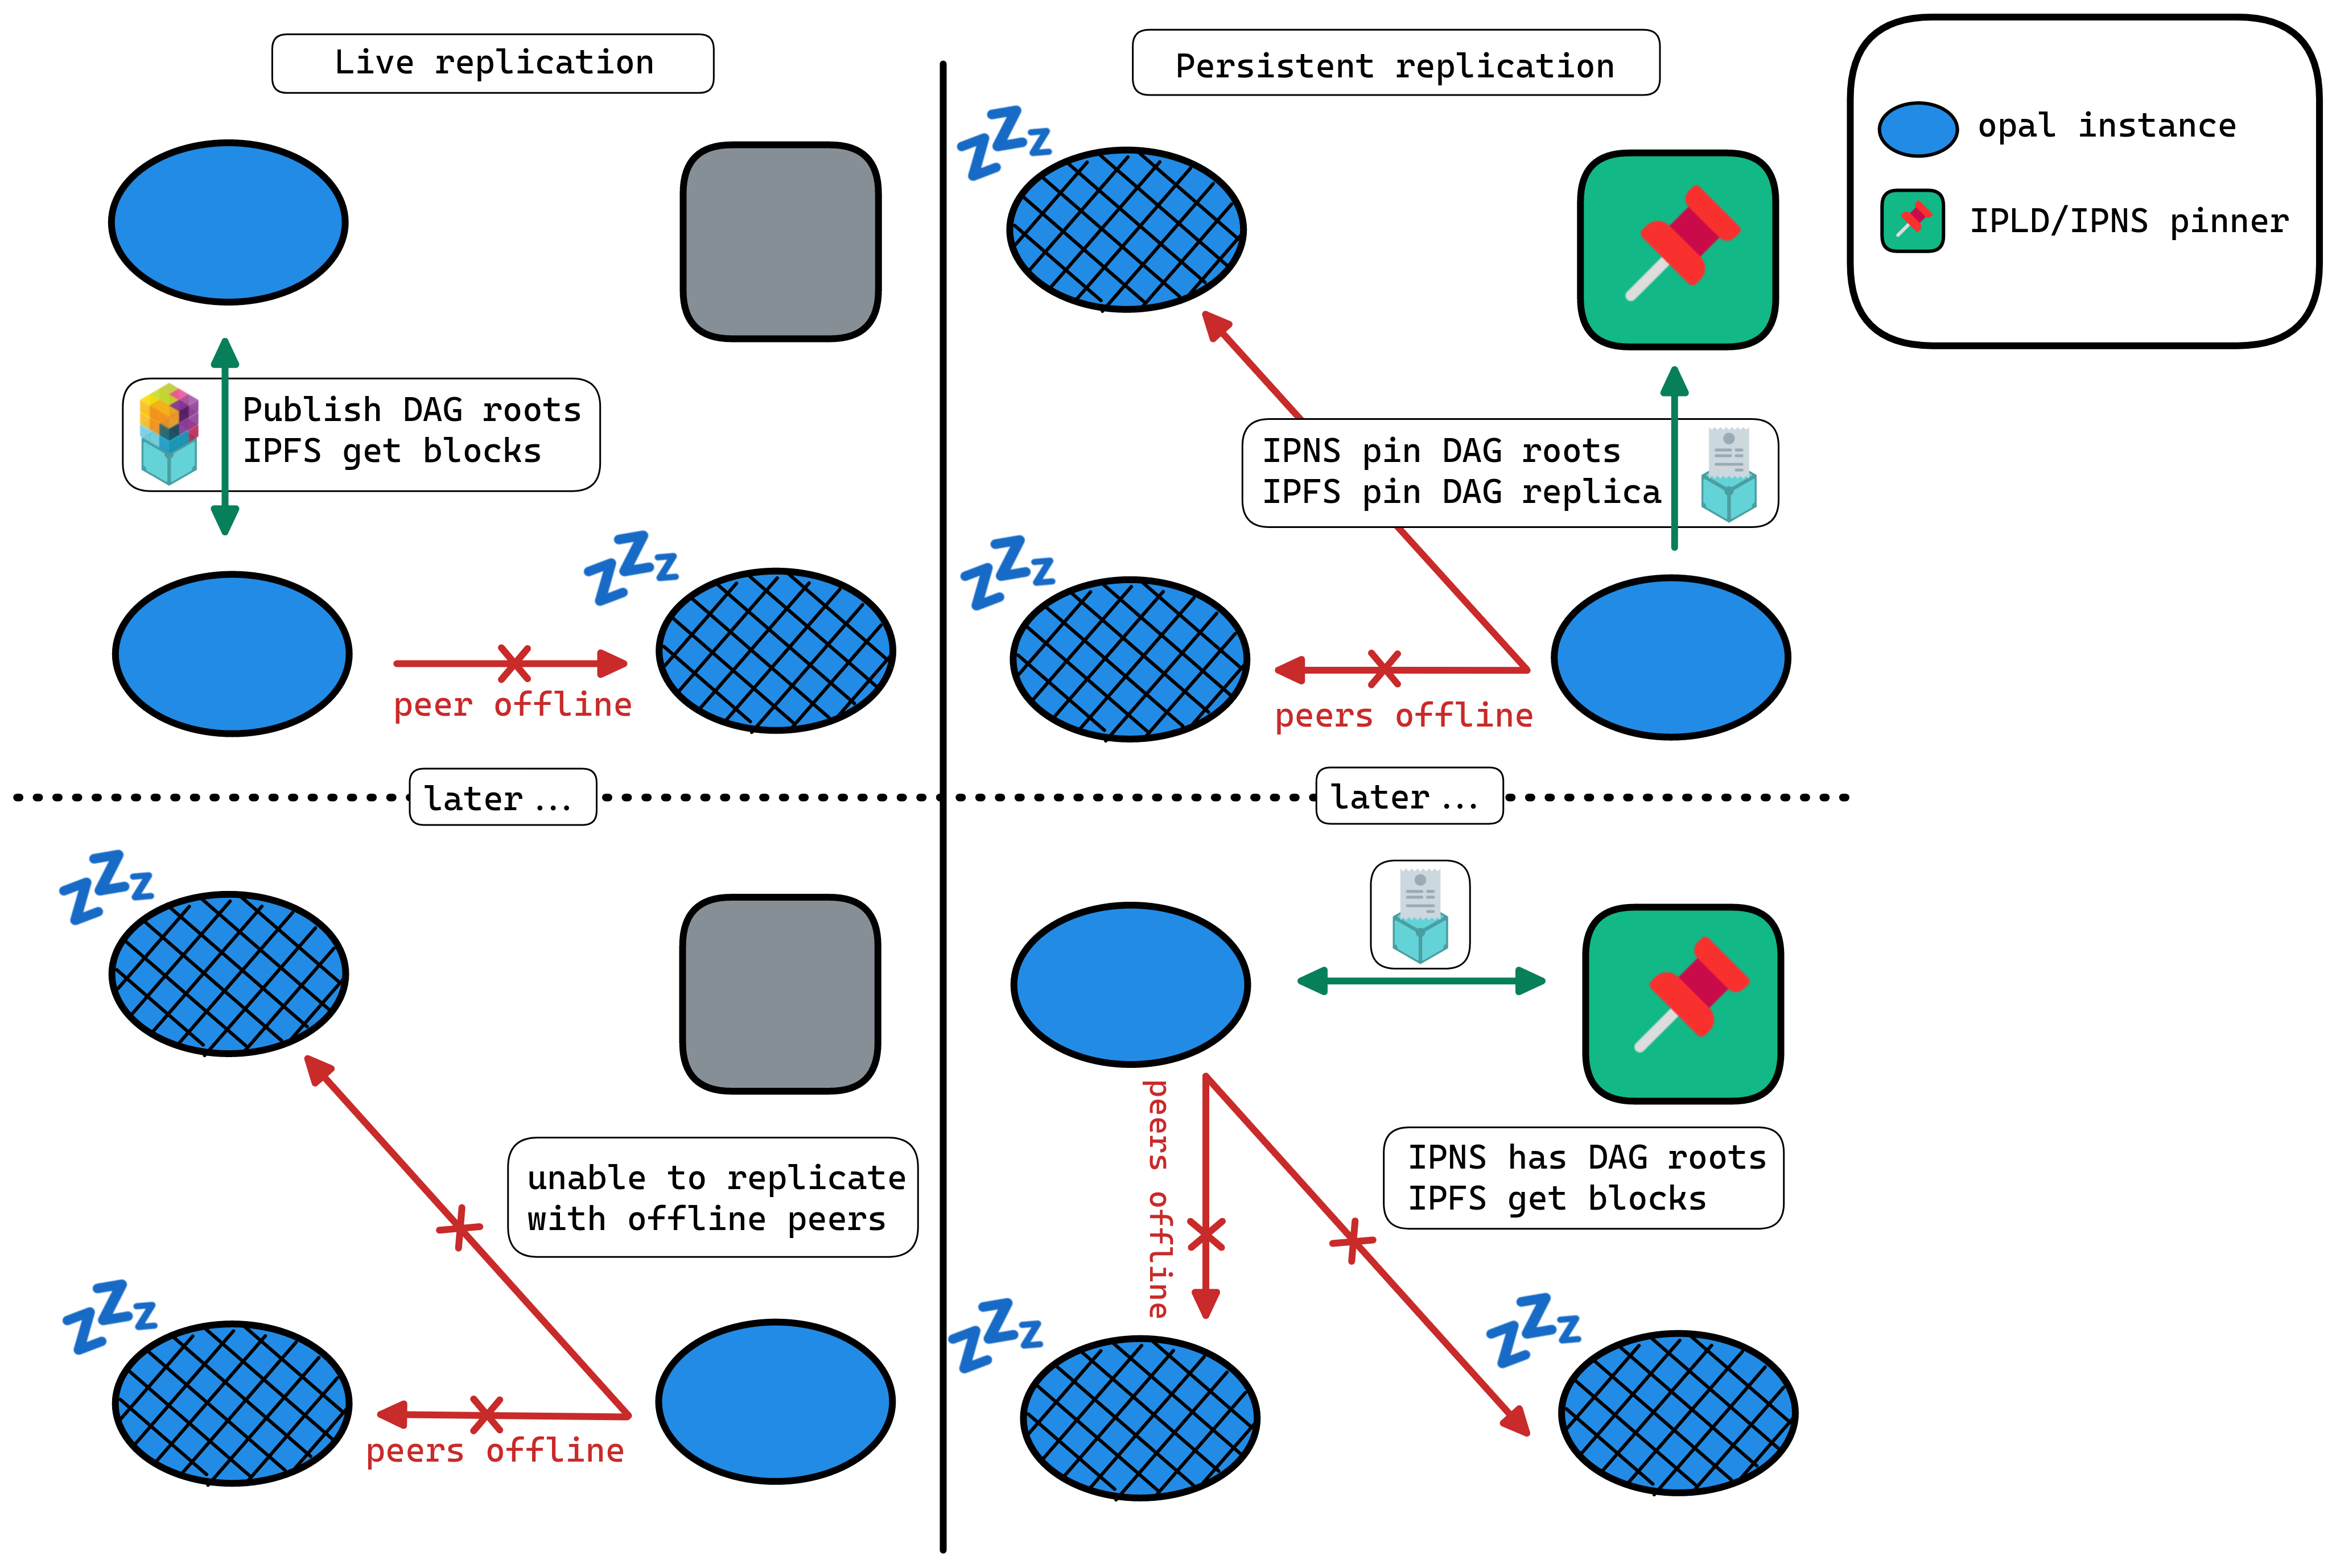 Live replication
Publish DAG roots
IPFS get blocks
peer offline
later ...
unable to replicate
with offline peers
peers offline
Persistent replication
IPNS pin DAG roots
IPFS pin DAG replica
peers offline
later ...
peers offline
IPNS has DAG roots
IPFS get blocks
opal instance
IPLD/IPNS pinner